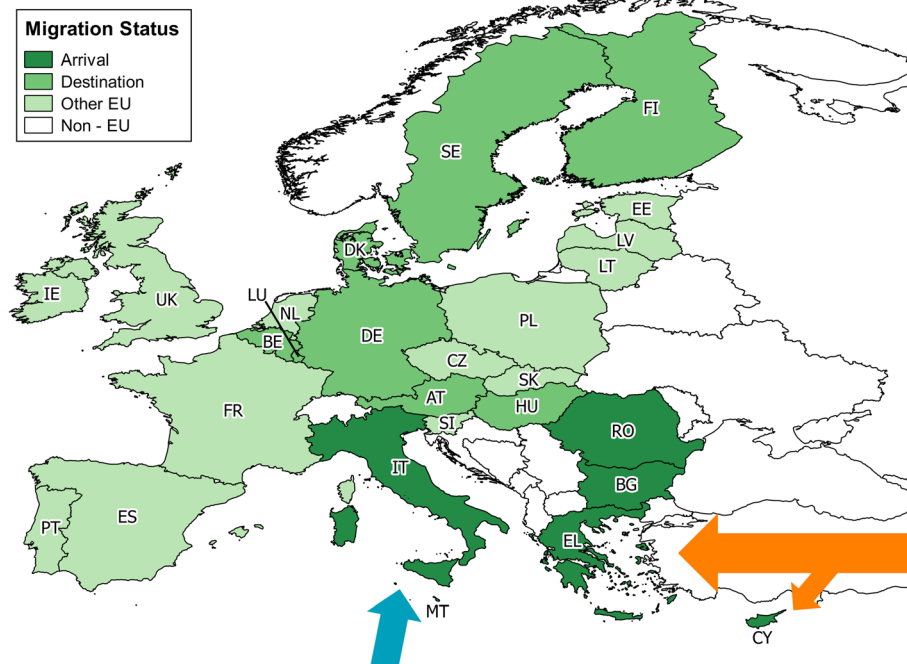 Migration Status
Arrival
Destination
Other EU
Non - EU
FI
SE
EE
LV
DK
LT
IE
UK
LU
NL
PL
BE
DE
CZ
SK
AT
HU
FR
SI
RO
IT
BG
ES
PT
EL
MT
CY